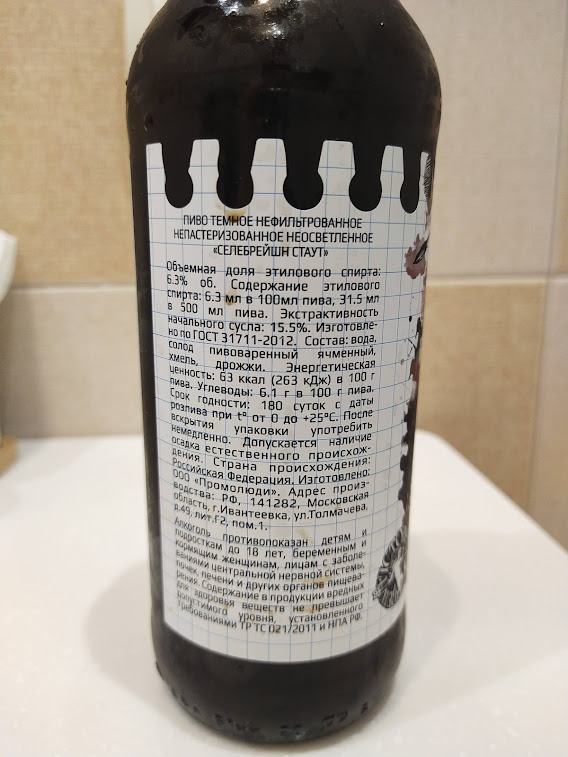 ПИВО ТЕМНОЕ НЕФИЛЬТРОВАННОЕ
НЕПАСТЕРИЗОВАННОЕ НЕОСВЕТЛЕННОЕ
«СЕЛЕБРЕЙШН СТАУТ»
Объемная доля этилового спирта:
6.3% об. Содержание этилового
спирта: 6.3 мл в 100мл пива, 31.5 мл
в 500 мл пива. Экстрактивность
начального сусла: 15.5%. Изготовле-
но по ГОСТ 31711-2012. Состав: вода,
солод пивоваренный ячменный,
хмель, дрожжи. Энергетическая
ценность: 63 ккал (263 кДж) в 100 г
пива. Углеводы: 6.1 г в 100 г пива.
Срок годности: 180 суток с даты
розлива при t° от 0 до +25°С. После
вскрытия упаковки употребить
немедленно. Допускается наличие
осадка естественного происхож-
дения. Страна происхождения:
Российская Федерация. Изготовлено:
ООО «Промолюди». Адрес произ-
водства: РФ, 141282, Московская
область, г.Ивантеевка, ул.Толмачева,
д.49, лит.Г2, пом.1.
Алкоголь противопоказан детям и
подросткам до 18 лет, беременным и
кормящим женщинам, лицам с заболе-
ваниями центральной нервной системы,
почек, печени и других органов пищева-
рения. Содержание в продукции вредных
для здоровья веществ не превышает
допустимого уровня, установленного
требованиями ТР ТС 021/2011 и НПА РФ.